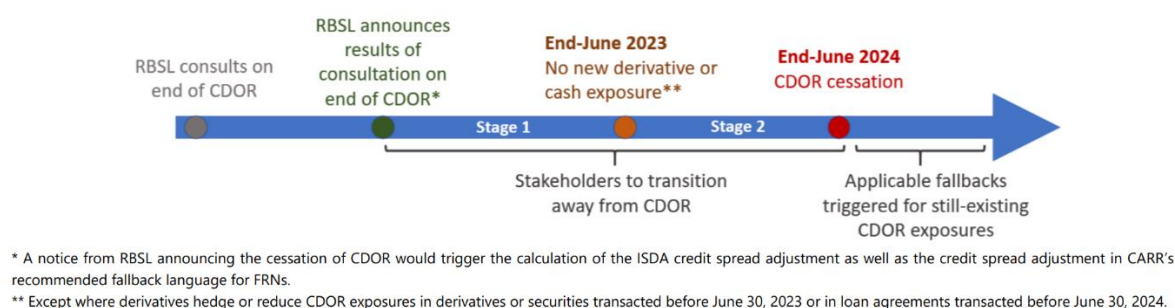 RBSL consults on
end of CDOR
RBSL announces
results of
consultation on
end of CDOR*
End-June 2023
No new derivative or
cash exposure**
End-June 2024
CDOR cessation
Stage 1
Stage 2
Stakeholders to transition
away from CDOR
Applicable fallbacks
triggered for still-existing
CDOR exposures
* A notice from RBSL announcing the cessation of CDOR would trigger the calculation of the ISDA credit spread adjustment as well as the credit spread adjustment in CARR's
recommended fallback language for FRNs.
** Except where derivatives hedge or reduce CDOR exposures in derivatives or securities transacted before June 30, 2023 or in loan agreements transacted before June 30, 2024.